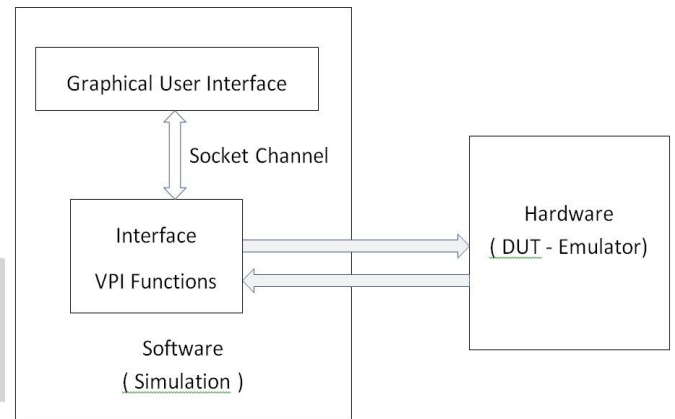 Graphical User Interface
Socket Channel
Interface
VPI Functions
Software
( Simulation )
Hardware
( DUT - Emulator)